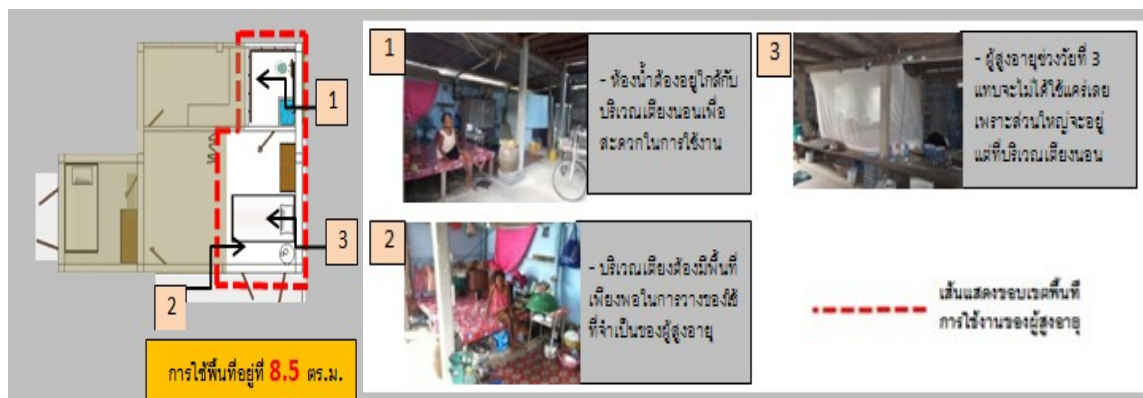 1
2
3
การใช้พื้นที่อยู่ที่ 8.5 ตร.ม.
1
- ห้องน้ำต้องอยู่ใกล้กับ
บริเวณเตียงนอนเพื่อ
สะดวกในการใช้งาน
2
- บริเวณเตียงต้องมีพื้นที่
เพียงพอในการวางของใช้
ที่จำเป็นของผู้สูงอายุ
3
- ผู้สูงอายุช่วงวัยที่ 3
แทบจะไม่ได้ใช้แคร่เลย
เพราะส่วนใหญ่จะอยู่
แต่ที่บริเวณเตียงนอน
เส้นแสดงขอบเขตพื้นที่
การใช้งานของผู้สูงอายุ